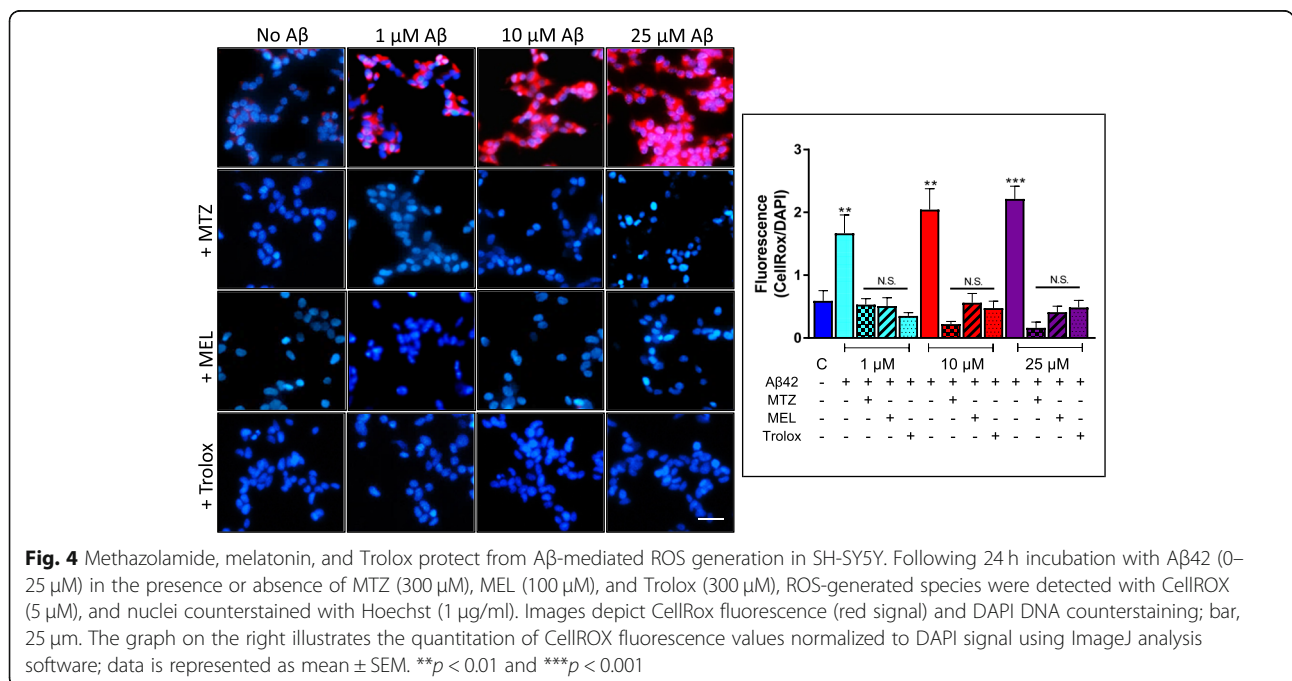 No Aβ 1 µM Aβ 10 µM Aβ 25 µM Aβ
+ MTZ
+ MEL
+ Trolox
Fluorescence
(CellRox/DAPI)
3
2
1
0
** ** ***
N.S. N.S. N.S.
C 1 µM 10 µM 25 µM
Aβ42 - + + + + + + + + + + + +
MTZ - - + - - - + - - - + - -
MEL - - - + - - - + - - - + -
Trolox - - - - + - - - + - - - +
Fig. 4 Methazolamide, melatonin, and Trolox protect from Aβ-mediated ROS generation in SH-SY5Y. Following 24 h incubation with Aβ42 (0–
25 µM) in the presence or absence of MTZ (300 µM), MEL (100 µM), and Trolox (300 µM), ROS-generated species were detected with CellROX
(5 µM), and nuclei counterstained with Hoechst (1 µg/ml). Images depict CellRox fluorescence (red signal) and DAPI DNA counterstaining; bar,
25 µm. The graph on the right illustrates the quantitation of CellROX fluorescence values normalized to DAPI signal using ImageJ analysis
software; data is represented as mean ± SEM. **p < 0.01 and ***p < 0.001